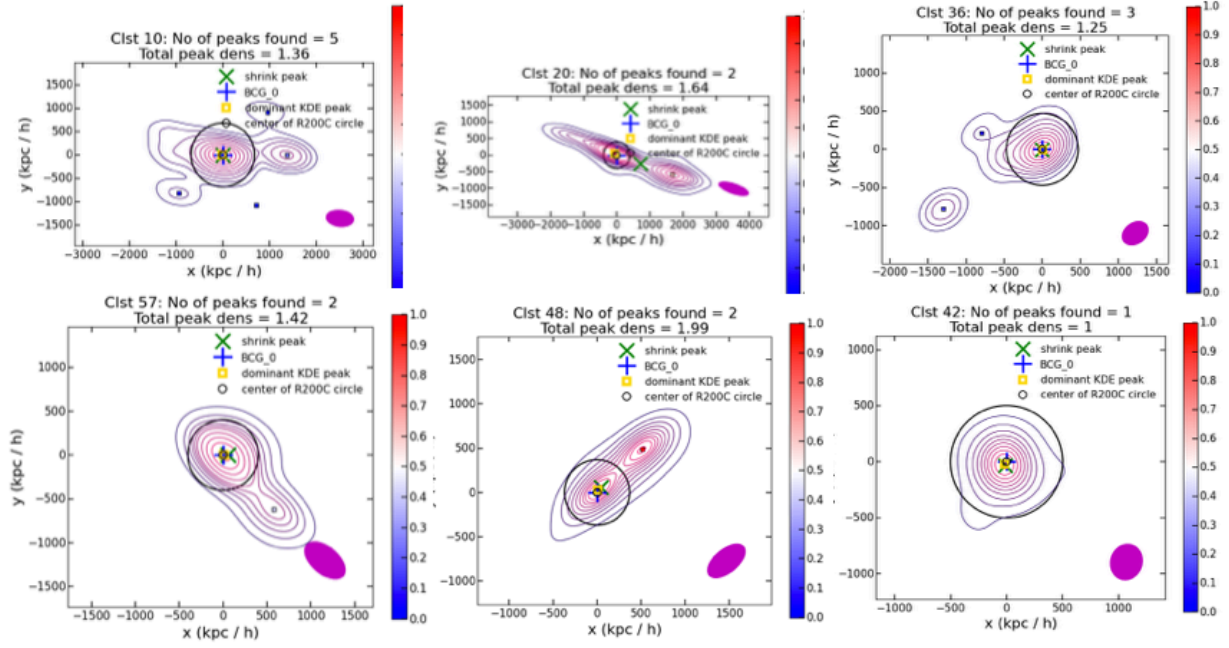 Clst 10: No of peaks found = 5
Total peak dens = 1.36
shrink peak
BCG_0
dominant KDE peak
center of R200C circle
1500
1000
500
0
−500
−1000
−1500
y (kpc / h)
−3000 −2000 −1000 0 1000 2000 3000
x (kpc / h)
Clst 20: No of peaks found = 2
Total peak dens = 1.64
shrink peak
BCG_0
dominant KDE peak
center of R200C circle
1500
1000
500
0
−500
−1000
−1500
y (kpc / h)
−3000 −2000 −1000 0 1000 2000 3000 4000
x (kpc / h)
Clst 36: No of peaks found = 3
Total peak dens = 1.25
shrink peak
BCG_0
dominant KDE peak
center of R200C circle
1000
500
0
−500
−1000
y (kpc / h)
−2000 −1500 −1000 −500 0 500 1000 1500
x (kpc / h)
1.0
0.9
0.8
0.7
0.6
0.5
0.4
0.3
0.2
0.1
0.0
Clst 57: No of peaks found = 2
Total peak dens = 1.42
shrink peak
BCG_0
dominant KDE peak
center of R200C circle
1500
1000
500
0
−500
−1000
−1500
y (kpc / h)
−1500 −1000 −500 0 500 1000 1500
x (kpc / h)
1.0
0.9
0.8
0.7
0.6
0.5
0.4
0.3
0.2
0.1
0.0
Clst 48: No of peaks found = 2
Total peak dens = 1.99
shrink peak
BCG_0
dominant KDE peak
center of R200C circle
1500
1000
500
0
−500
−1000
−1000 −500 0 500 1000 1500
x (kpc / h)
1.0
0.9
0.8
0.7
0.6
0.5
0.4
0.3
0.2
0.1
0.0
Clst 42: No of peaks found = 1
Total peak dens = 1
shrink peak
BCG_0
dominant KDE peak
center of R200C circle
1000
500
0
−500
−1000
−1000 −500 0 500 1000
x (kpc / h)
1.0
0.9
0.8
0.7
0.6
0.5
0.4
0.3
0.2
0.1
0.0